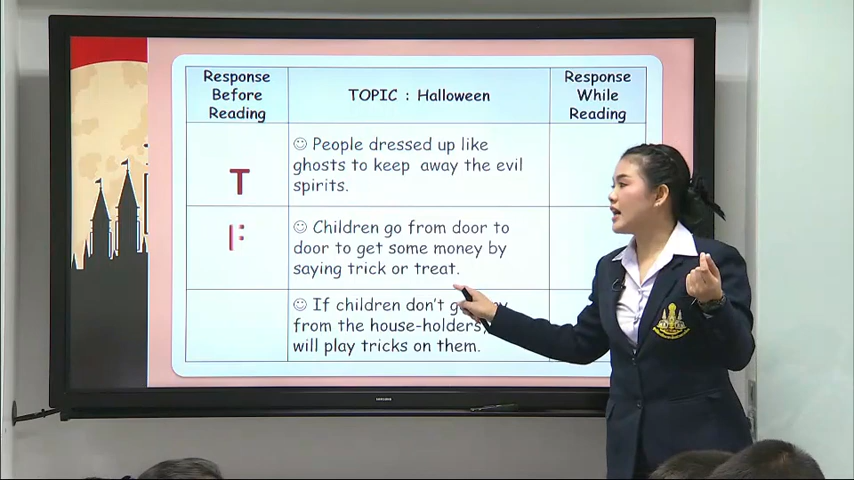 Response
Before
Reading
TOPIC : Halloween
Response
While
Reading
T
People dressed up like
ghosts to keep away the evil
spirits.
F
Children go from door to
door to get some money by
saying trick or treat.
If children don't
from the house-holders
will play tricks on them.
SAMSUNG